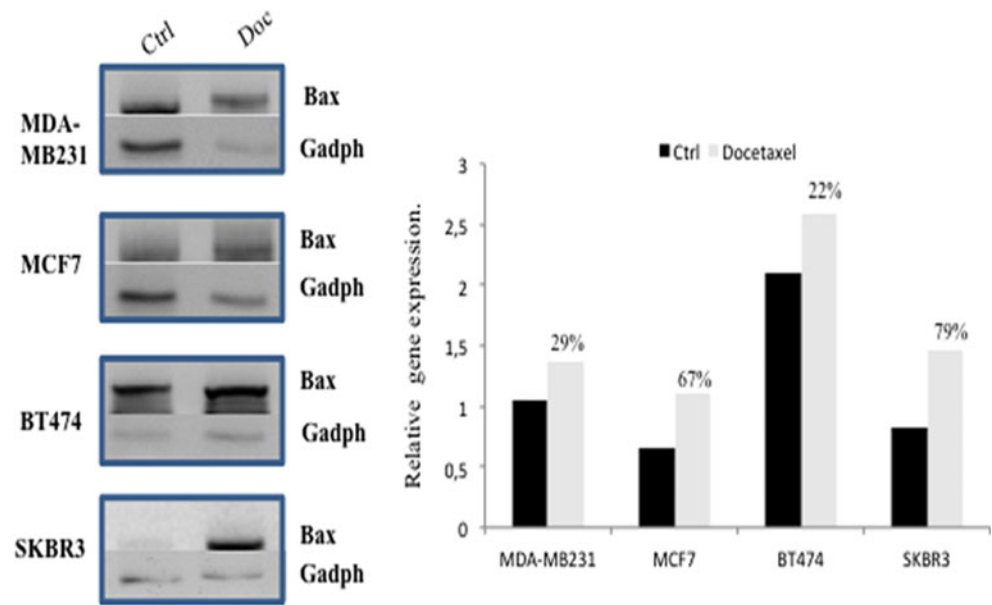 Ctrl Doc
MDA-
MB231
Bax
Gadph
MCF7
Bax
Gadph
BT474
Bax
Gadph
SKBR3
Bax
Gadph
Ctrl Docetaxel
Relative gene expression.
3
2,5
2
1,5
1
0,5
0
29%
67%
22%
79%
MDA-MB231 MCF7 BT474 SKBR3